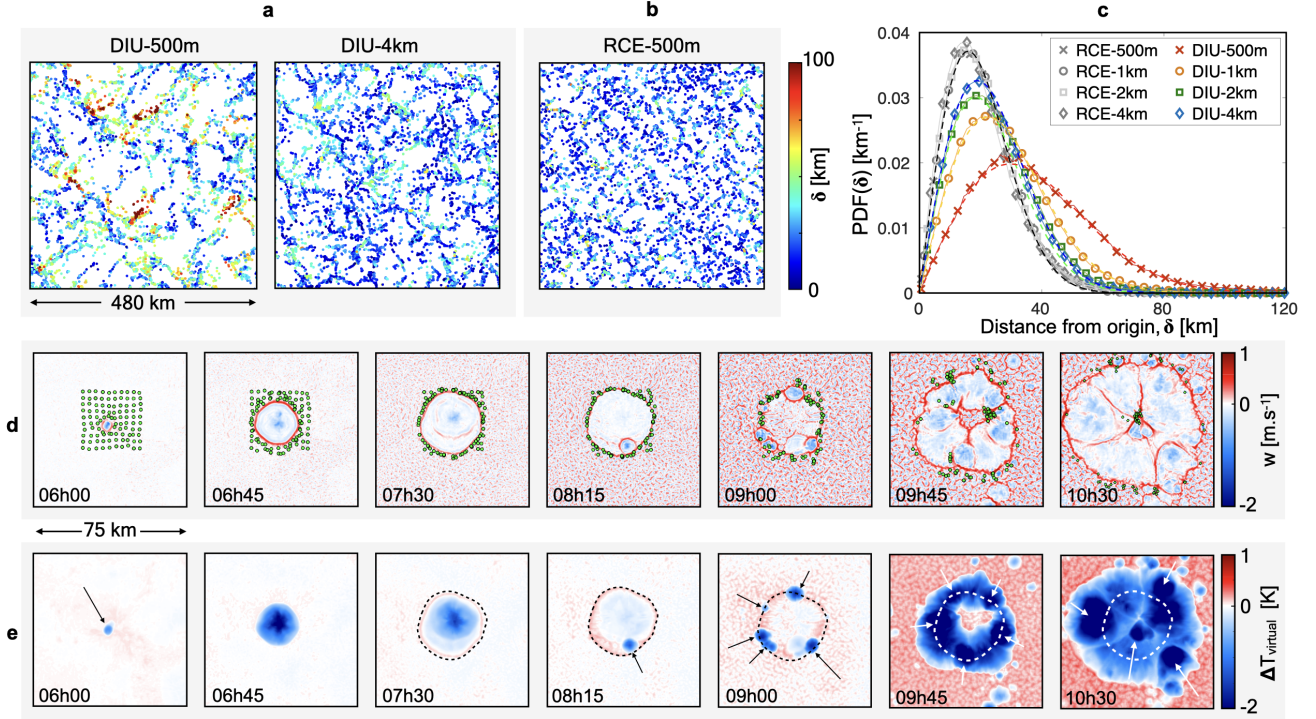 a
b
c
DIU-500m
DIU-4km
RCE-500m
100
δ [km]
0
480 km
0.04
0.03
0.02
0.01
0
PDF(δ) [km⁻¹]
RCE-500m
RCE-1km
RCE-2km
RCE-4km
DIU-500m
DIU-1km
DIU-2km
DIU-4km
0
40
80
120
Distance from origin, δ [km]
d
06h00
06h45
07h30
08h15
09h00
09h45
10h30
1
0
-2
w [m.s⁻¹]
75 km
e
06h00
06h45
07h30
08h15
09h00
09h45
10h30
1
0
-2
ΔTvirtual [K]